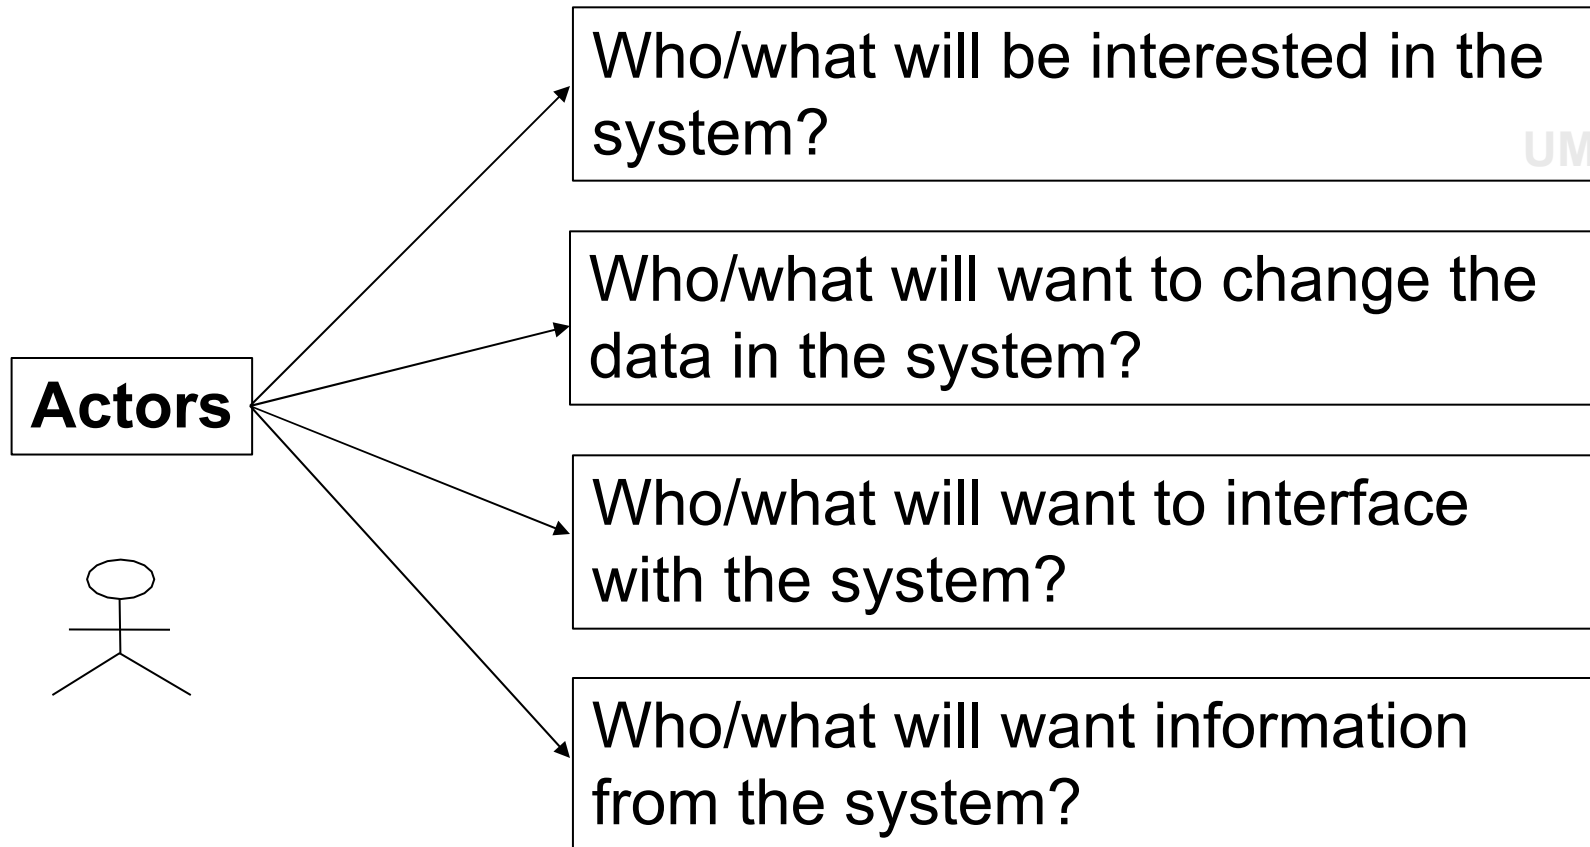 Who/what will be interested in the
system?
UM
Who/what will want to change the
data in the system?
Actors
Who/what will want to interface
with the system?
Who/what will want information
from the system?